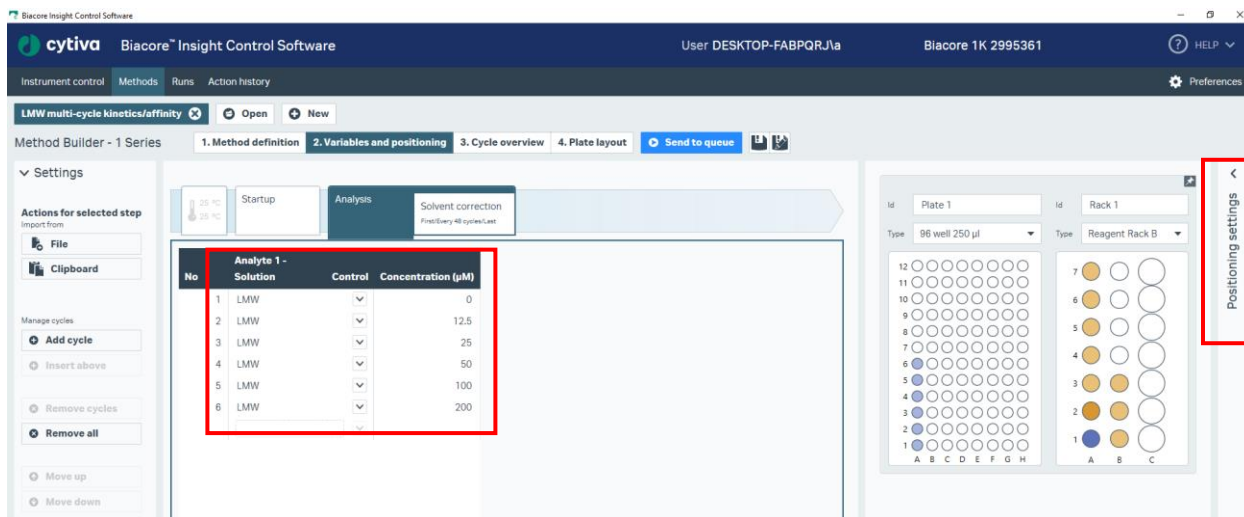 Biacore Insight Control Software
cytiva Biacore™ Insight Control Software User DESKTOP-FABPQRJ\a Biacore 1K 2995361 ? HELP
Instrument control Methods Runs Action history Preferences
LMW multi-cycle kinetics/affinity Open New
Method Builder - 1 Series 1. Method definition 2. Variables and positioning 3. Cycle overview 4. Plate layout Send to queue
Settings
Actions for selected step
Import from
File
Clipboard
Manage cycles
Add cycle
Insert above
Remove cycles
Remove all
Move up
Move down
25 °C
25 °C
Startup
Analysis
Solvent correction
First/Every 48 cycles/Last
No Analyte 1 -
Solution Control Concentration (µM)
1 LMW 0
2 LMW 12.5
3 LMW 25
4 LMW 50
5 LMW 100
6 LMW 200
Id Plate 1 Id Rack 1
Type 96 well 250 µl Type Reagent Rack B
12
11
10
9
8
7
6
5
4
3
2
1
A B C D E F G H
7
6
5
4
3
2
1
A B C
Positioning settings